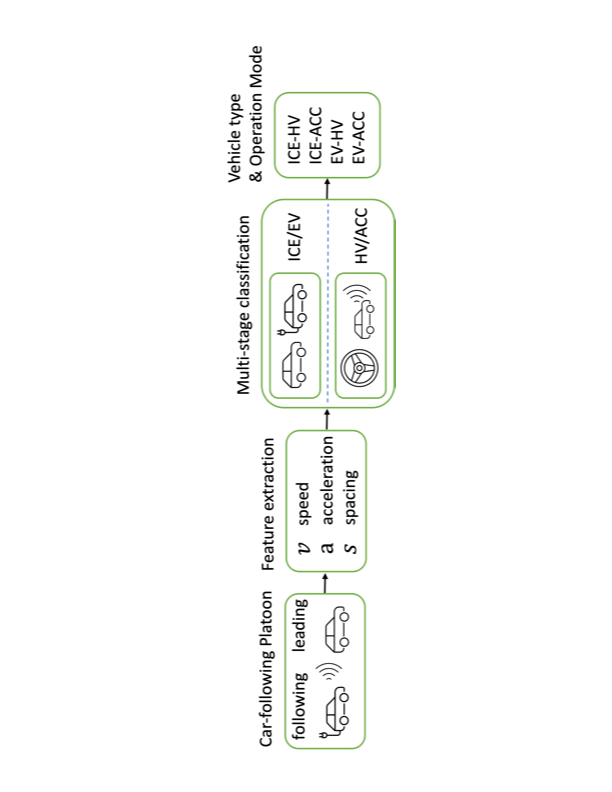 Car-following Platoon
following leading
Feature extraction
v speed
a acceleration
s spacing
Multi-stage classification
ICE/EV
HV/ACC
Vehicle type
& Operation Mode
ICE-HV
ICE-ACC
EV-HV
EV-ACC